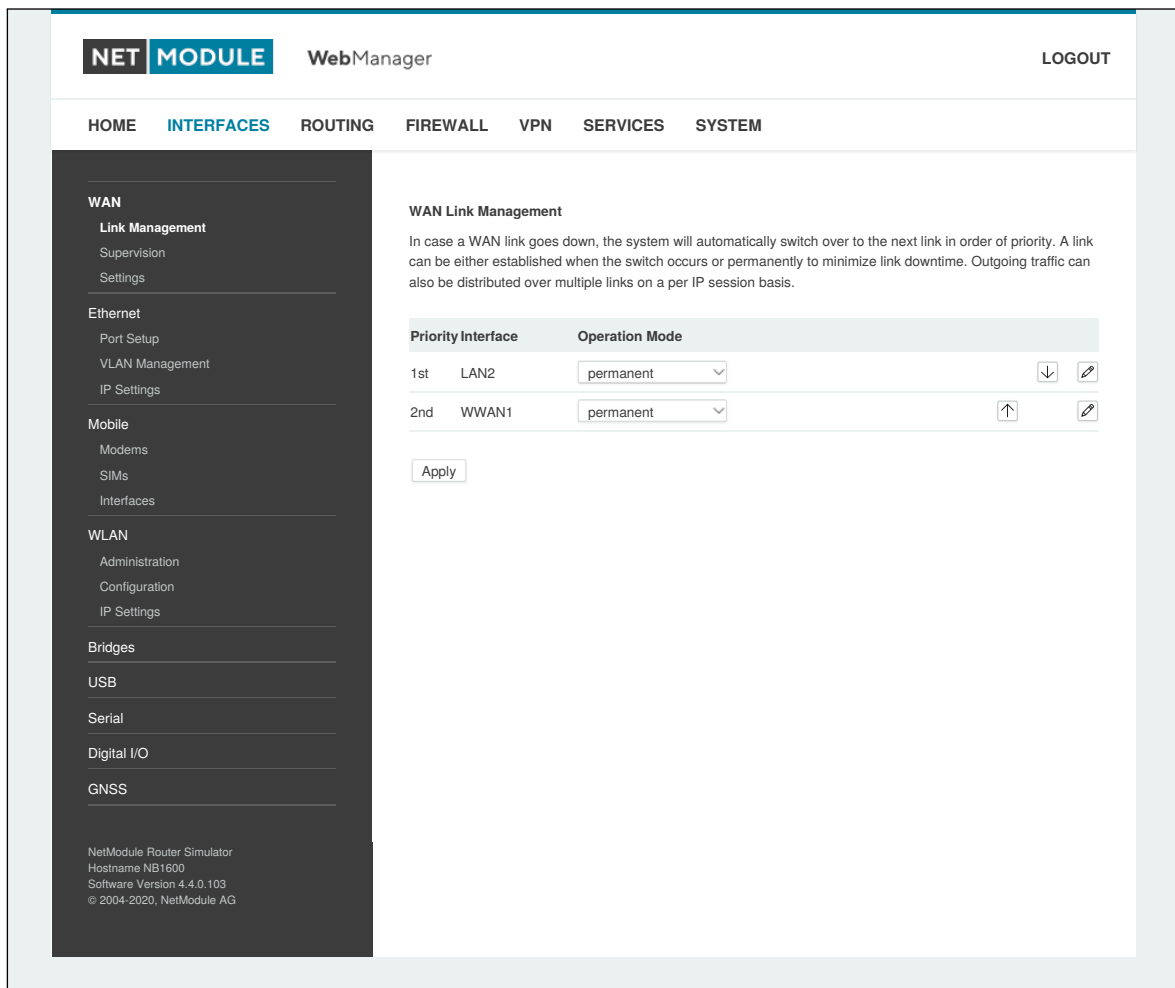 NET MODULE WebManager LOGOUT
HOME INTERFACES ROUTING FIREWALL VPN SERVICES SYSTEM
WAN
Link Management
Supervision
Settings
Ethernet
Port Setup
VLAN Management
IP Settings
Mobile
Modems
SIMs
Interfaces
WLAN
Administration
Configuration
IP Settings
Bridges
USB
Serial
Digital I/O
GNSS
NetModule Router Simulator
Hostname NB1600
Software Version 4.4.0.103
© 2004-2020, NetModule AG
WAN Link Management
In case a WAN link goes down, the system will automatically switch over to the next link in order of priority. A link
can be either established when the switch occurs or permanently to minimize link downtime. Outgoing traffic can
also be distributed over multiple links on a per IP session basis.
Priority Interface Operation Mode
1st LAN2 permanent
2nd WWAN1 permanent
Apply